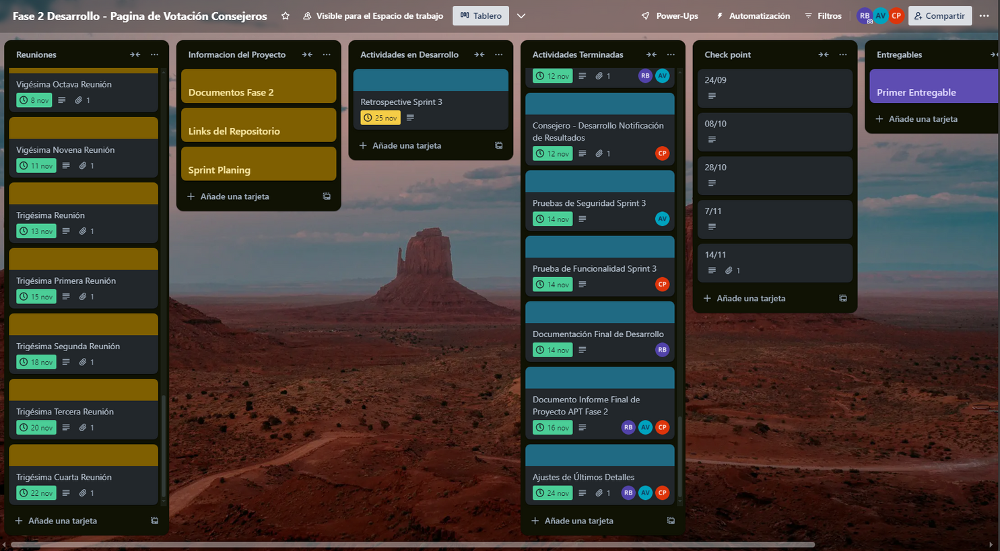 Fase 2 Desarrollo - Pagina de Votación Consejeros
Visible para el Espacio de trabajo
Tablero
Power-Ups
Automatización
Filtros
RB
AV
CP
Compartir
Reuniones
Vigésima Octava Reunión
8 nov
1
Vigésima Novena Reunión
11 nov
1
Trigésima Reunión
13 nov
1
Trigésima Primera Reunión
15 nov
1
Trigésima Segunda Reunión
18 nov
1
Trigésima Tercera Reunión
20 nov
1
Trigésima Cuarta Reunión
22 nov
1
Añade una tarjeta
Informacion del Proyecto
Documentos Fase 2
Links del Repositorio
Sprint Planing
Añade una tarjeta
Actividades en Desarrollo
Retrospective Sprint 3
25 nov
Añade una tarjeta
Actividades Terminadas
12 nov
1
RB
AV
Consejero - Desarrollo Notificación
de Resultados
12 nov
1
CP
Pruebas de Seguridad Sprint 3
14 nov
AV
Prueba de Funcionalidad Sprint 3
14 nov
CP
Documentación Final de Desarrollo
14 nov
RB
Documento Informe Final de
Proyecto APT Fase 2
16 nov
RB
AV
CP
Ajustes de Últimos Detalles
24 nov
1
RB
AV
CP
Añade una tarjeta
Check point
24/09
08/10
28/10
7/11
14/11
1
Añade una tarjeta
Entregables
Primer Entregable
Añade una tarjeta